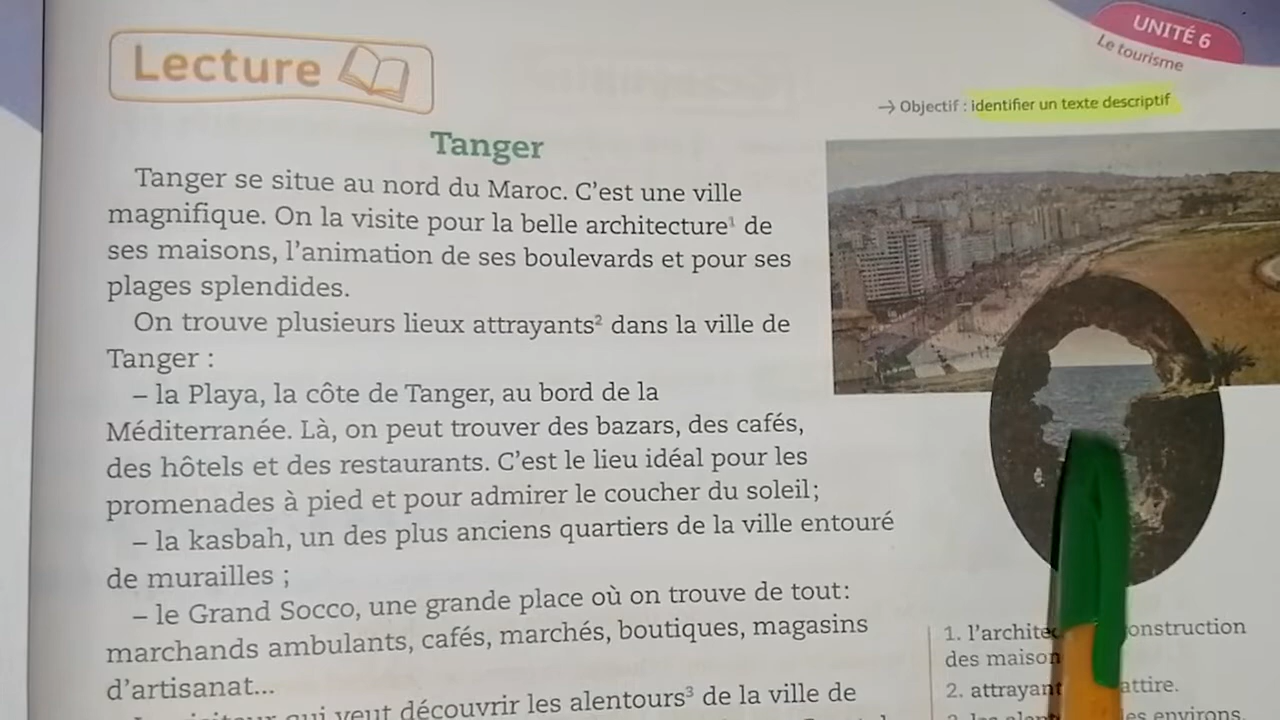 UNITÉ 6
Le tourisme
Lecture
→ Objectif : identifier un texte descriptif
Tanger
Tanger se situe au nord du Maroc. C'est une ville
magnifique. On la visite pour la belle architecture¹ de
ses maisons, l'animation de ses boulevards et pour ses
plages splendides.
On trouve plusieurs lieux attrayants² dans la ville de
Tanger :
– la Playa, la côte de Tanger, au bord de la
Méditerranée. Là, on peut trouver des bazars, des cafés,
des hôtels et des restaurants. C'est le lieu idéal pour les
promenades à pied et pour admirer le coucher du soleil;
– la kasbah, un des plus anciens quartiers de la ville entouré
de murailles ;
– le Grand Socco, une grande place où on trouve de tout:
marchands ambulants, cafés, marchés, boutiques, magasins
d'artisanat...
qui veut découvrir les alentours³ de la ville de
1. l'archite onstruction
des maison
2. attrayant attire.
les environs.